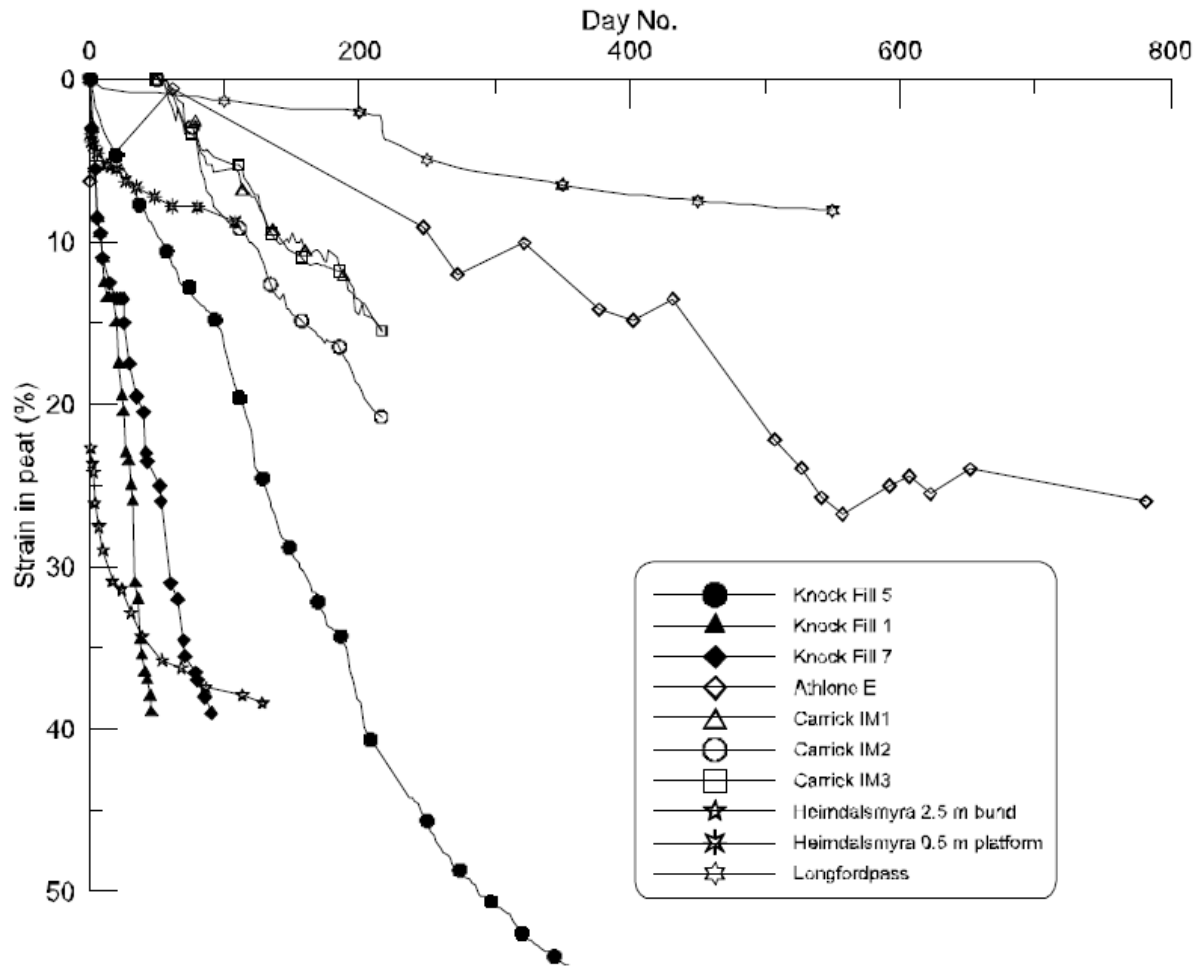 Day No.
0 200 400 600 800
0
10
20
30
40
50
Strain in peat (%)
Knock Fill 5
Knock Fill 1
Knock Fill 7
Athlone E
Carrick IM1
Carrick IM2
Carrick IM3
Heimdalsmyra 2.5 m bund
Heimdalsmyra 0.5 m platform
Longfordpass